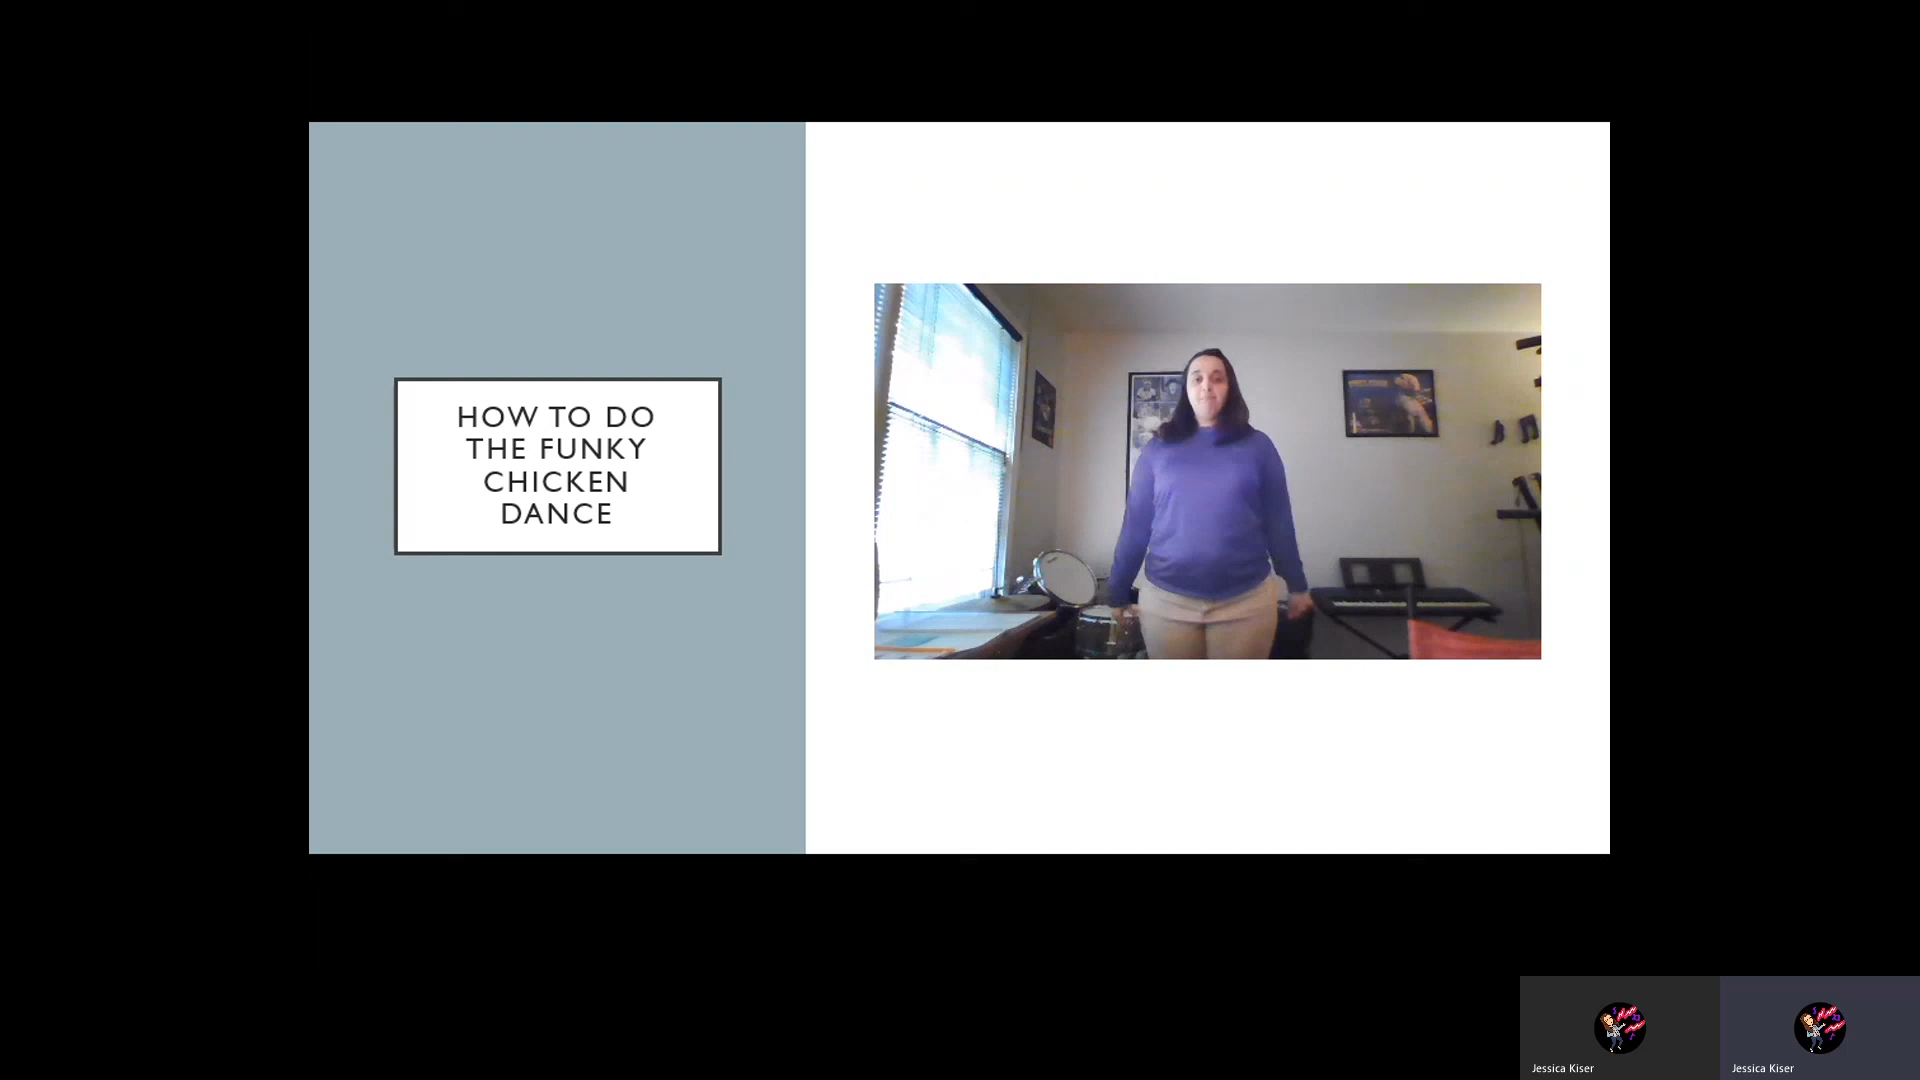 HOW TO DO
THE FUNKY
CHICKEN
DANCE
Jessica Kiser
Jessica Kiser